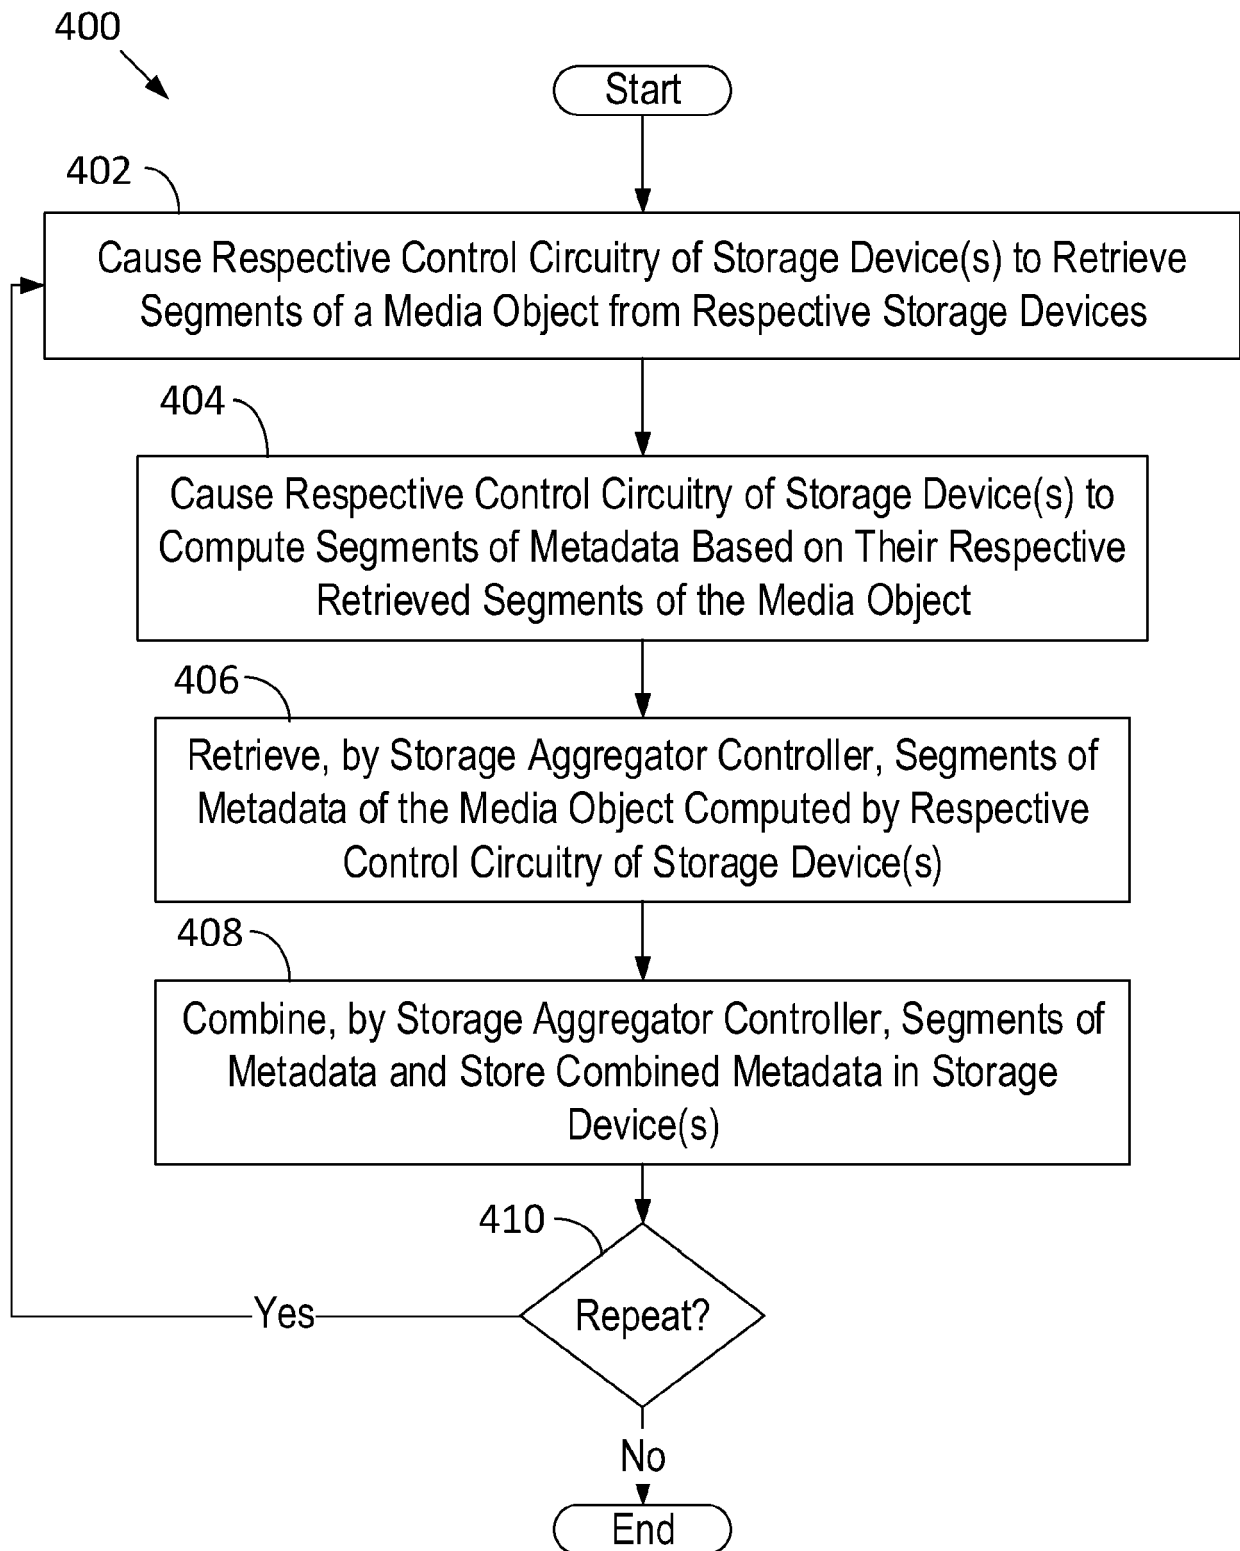 400
Start
402
Cause Respective Control Circuitry of Storage Device(s) to Retrieve
Segments of a Media Object from Respective Storage Devices
404
Cause Respective Control Circuitry of Storage Device(s) to
Compute Segments of Metadata Based on Their Respective
Retrieved Segments of the Media Object
406
Retrieve, by Storage Aggregator Controller, Segments of
Metadata of the Media Object Computed by Respective
Control Circuitry of Storage Device(s)
408
Combine, by Storage Aggregator Controller, Segments of
Metadata and Store Combined Metadata in Storage
Device(s)
410
Repeat?
Yes
No
End